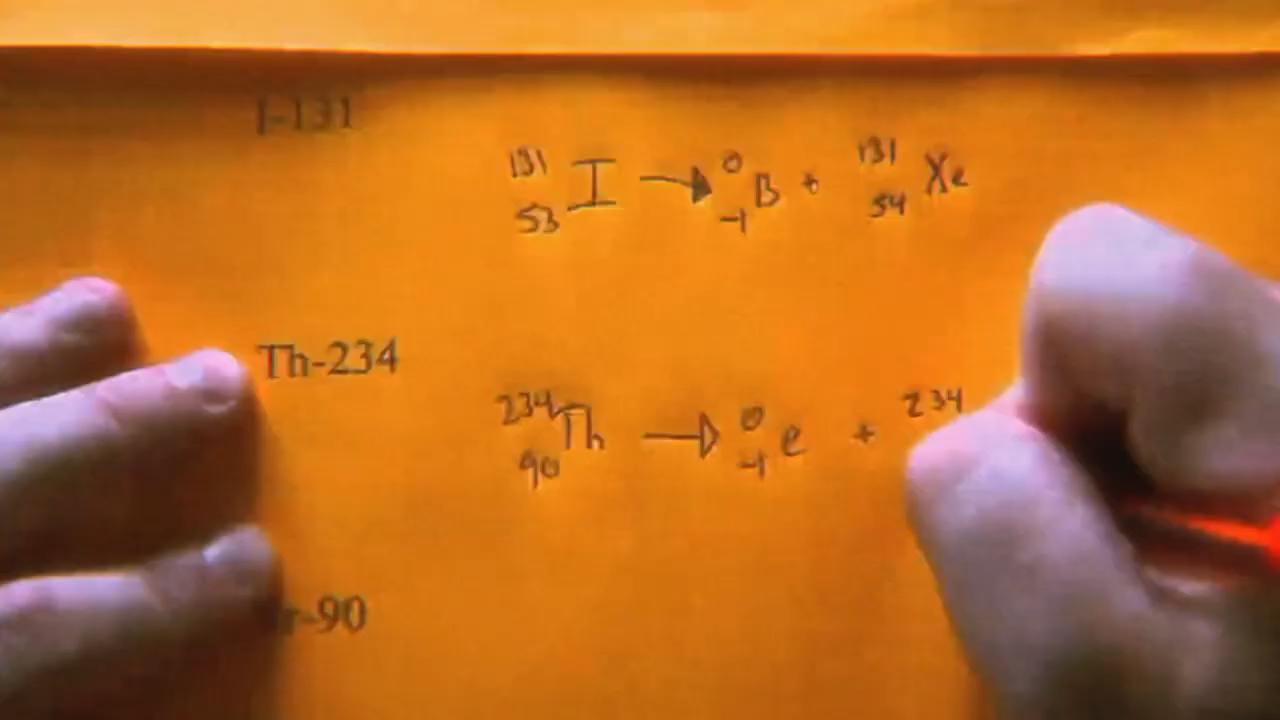 I-131
131 53 I → 0 -1 B + 131 54 Xe
Th-234
234 90 Th → 0 -1 e + 234
r-90